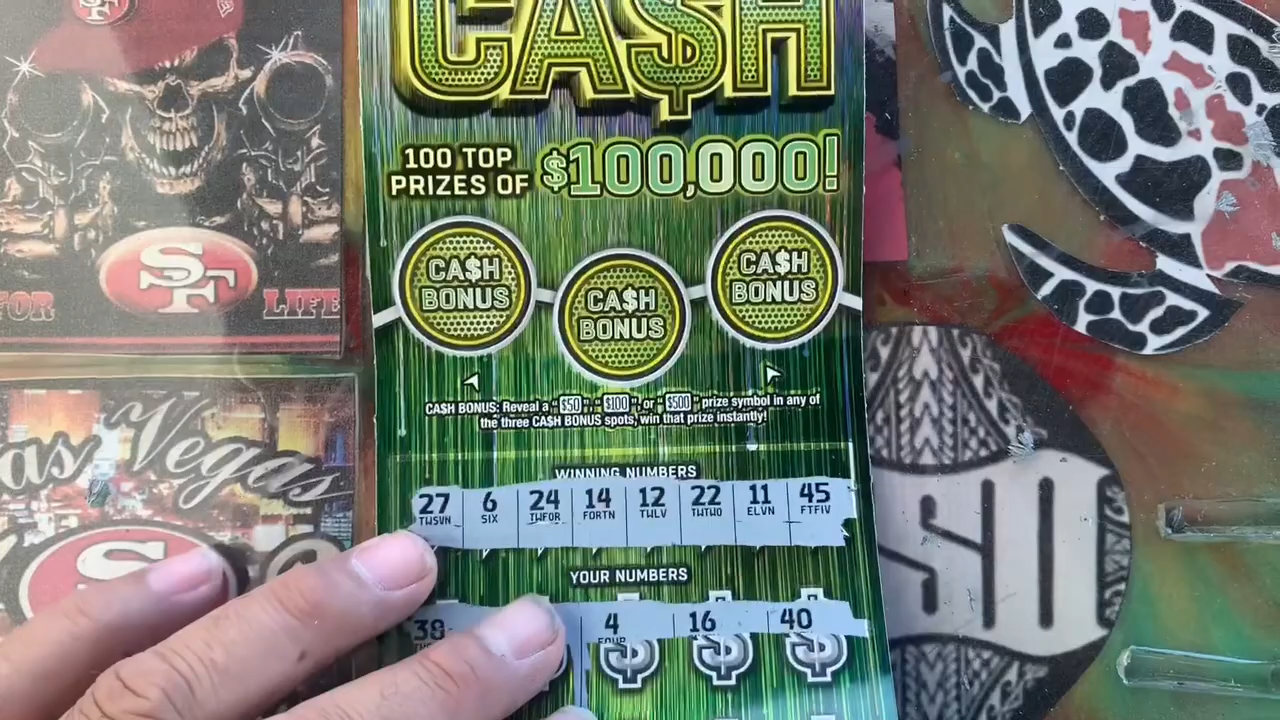 CA$H
100 TOP
PRIZES OF $100,000!
CA$H
BONUS
CA$H
BONUS
CA$H
BONUS
CA$H BONUS: Reveal a "$50", "$100", or "$500" prize symbol in any of
the three CA$H BONUS spots, win that prize instantly!
WINNING NUMBERS
27 6 24 14 12 22 11 45
TWSVN SIX TWFOR FORTN TWLV TWTWO ELVN FTFIV
YOUR NUMBERS
38 4 16 40
FOUR
SF
FOR LIFE
as Vegas